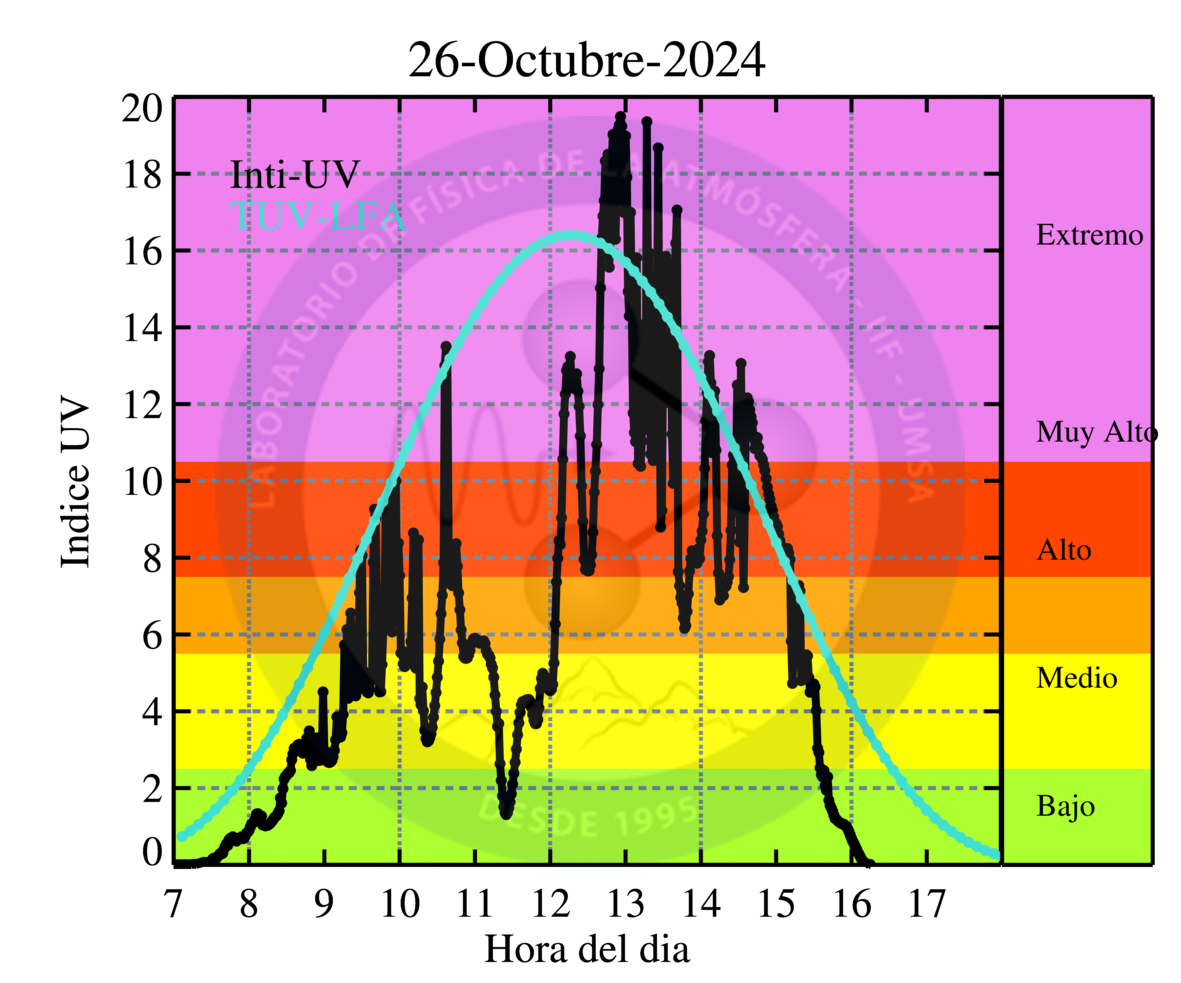 26-Octubre-2024
Inti-UV
TUV-LFA
LABORATORIO DE FÍSICA DE LA ATMÓSFERA - IIF - UMSA
DESDE 1995
Indice UV
20
18
16
14
12
10
8
6
4
2
0
Extremo
Muy Alto
Alto
Medio
Bajo
7 8 9 10 11 12 13 14 15 16 17
Hora del dia